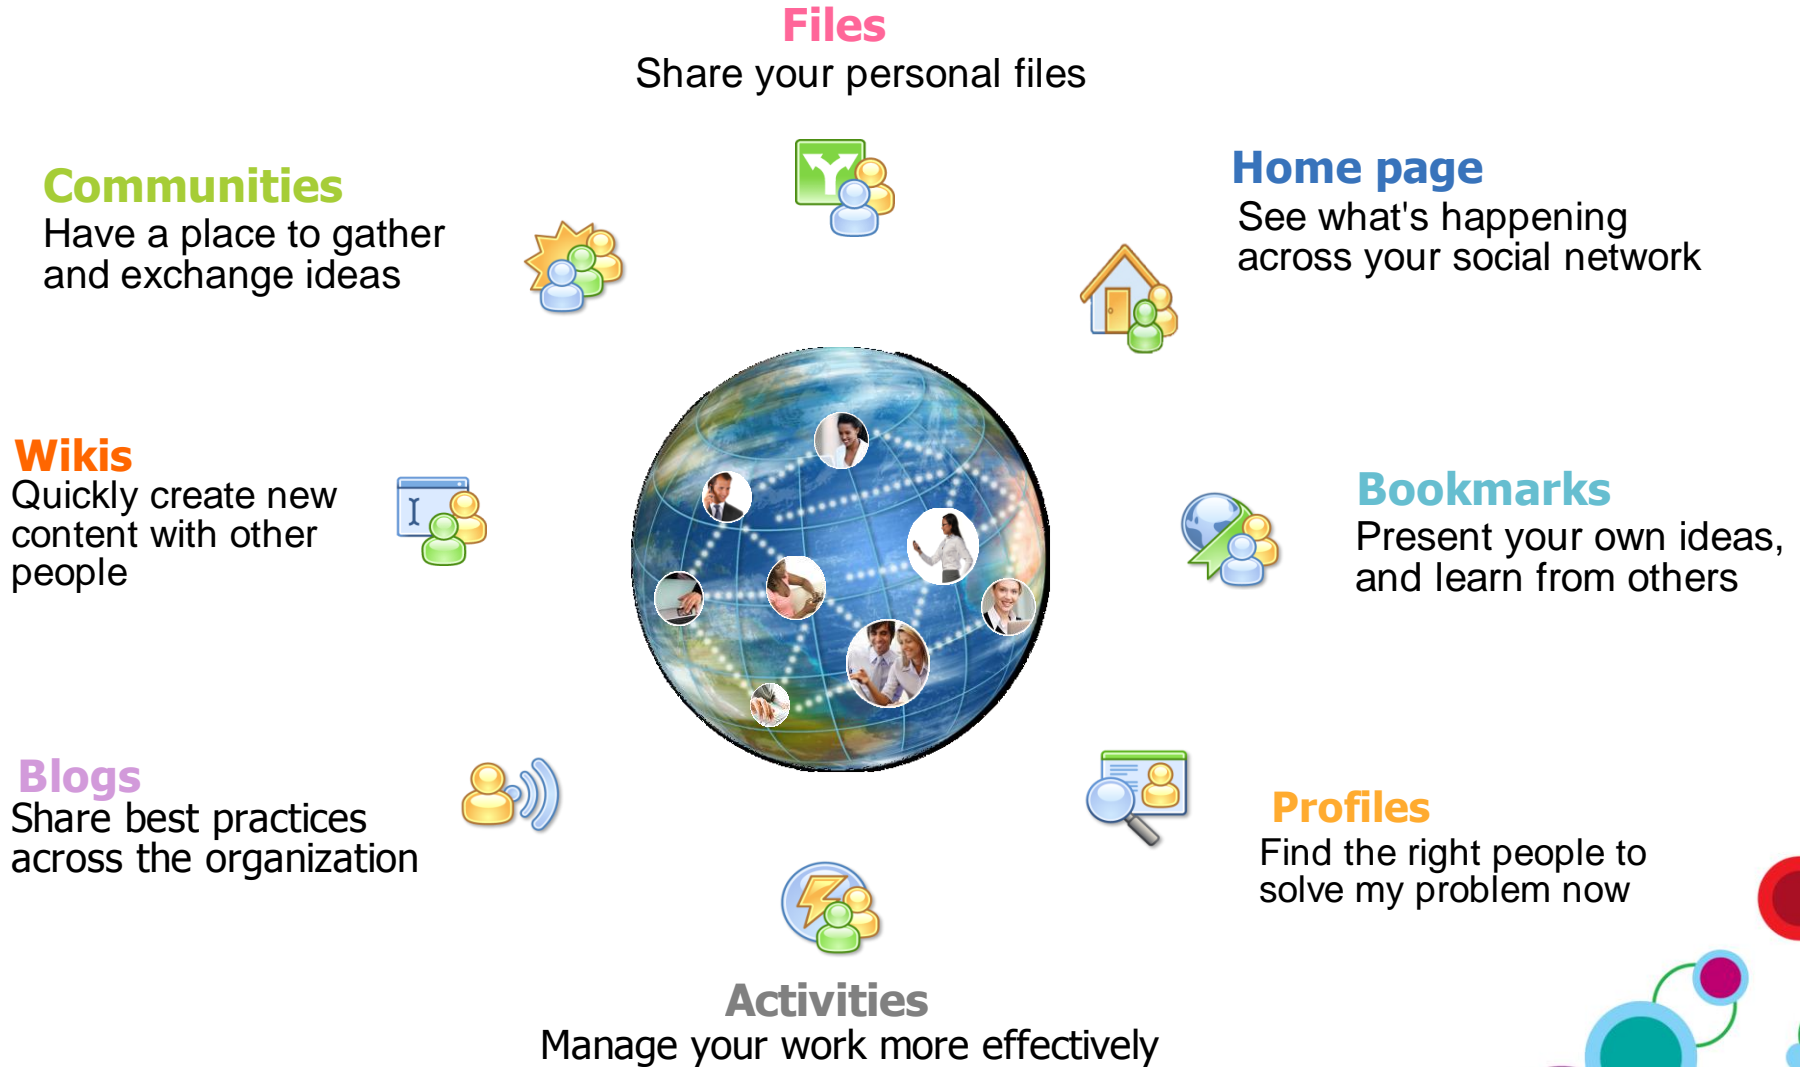 Files
Share your personal files
Communities
Have a place to gather
and exchange ideas
Home page
See what's happening
across your social network
Wikis
Quickly create new
content with other
people
Bookmarks
Present your own ideas,
and learn from others
Blogs
Share best practices
across the organization
Profiles
Find the right people to
solve my problem now
Activities
Manage your work more effectively